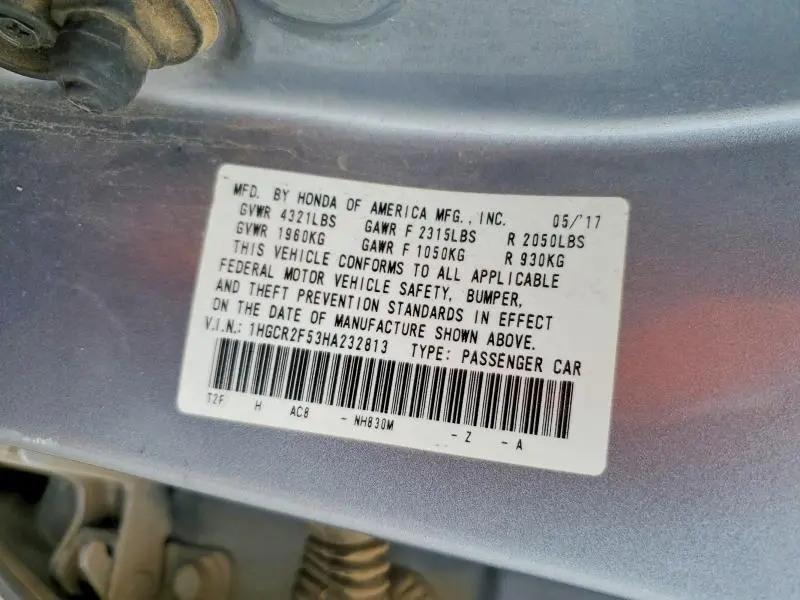 MFD. BY HONDA OF AMERICA MFG., INC. 05/'17
GVWR 4321LBS GAWR F 2315LBS R 2050LBS
GVWR 1960KG GAWR F 1050KG R 930KG
THIS VEHICLE CONFORMS TO ALL APPLICABLE
FEDERAL MOTOR VEHICLE SAFETY, BUMPER,
AND THEFT PREVENTION STANDARDS IN EFFECT
ON THE DATE OF MANUFACTURE SHOWN ABOVE.
V.I.N.: 1HGCR2F53HA232813 TYPE: PASSENGER CAR
T2F H AC8 - NH830M - Z - A